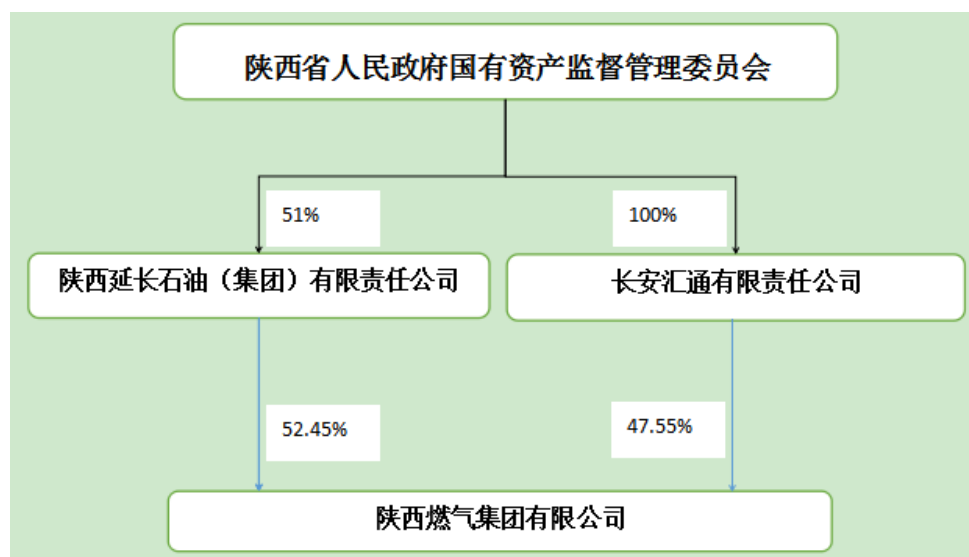 陕西省人民政府国有资产监督管理委员会
51%
100%
陕西延长石油（集团）有限责任公司
长安汇通有限责任公司
52.45%
47.55%
陕西燃气集团有限公司